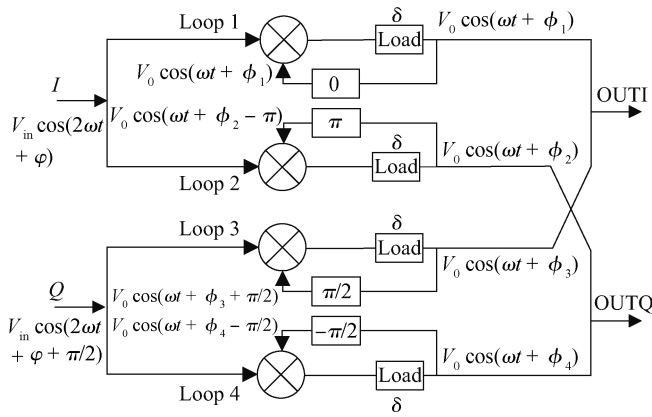 Loop 1
δ
Load
V₀ cos(ωt + ϕ₁)
V₀ cos(ωt + ϕ₁)
0
I
V_in cos(2ωt
+ φ)
OUTI
V₀ cos(ωt + ϕ₂ − π)
π
δ
Load
V₀ cos(ωt + ϕ₂)
Loop 2
Loop 3
δ
Load
V₀ cos(ωt + ϕ₃)
π/2
Q
V_in cos(2ωt
+ φ + π/2)
V₀ cos(ωt + ϕ₃ + π/2)
V₀ cos(ωt + ϕ₄ − π/2)
−π/2
OUTQ
V₀ cos(ωt + ϕ₄)
Load
Loop 4
δ